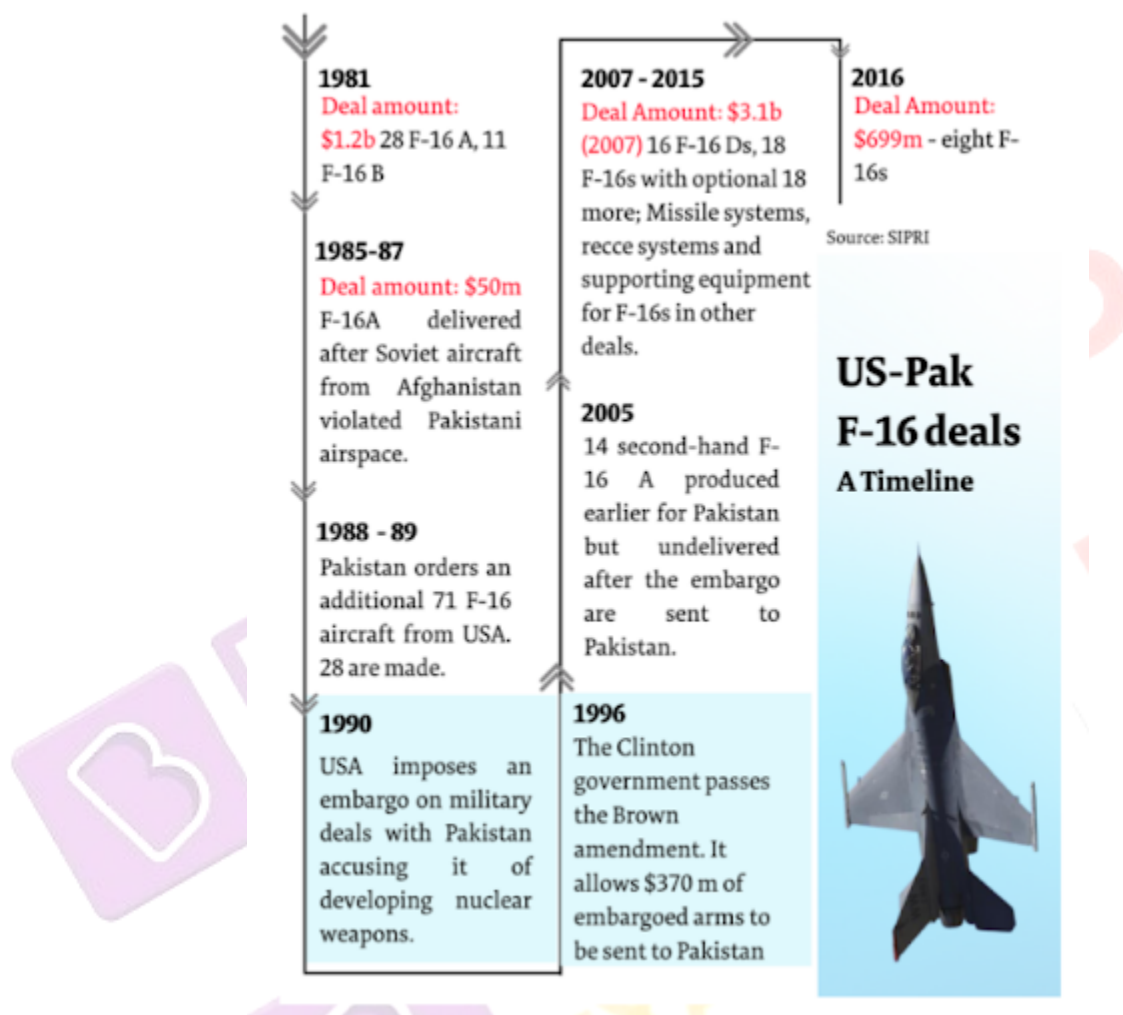 1981
Deal amount:
$1.2b 28 F-16 A, 11
F-16 B
1985-87
Deal amount: $50m
F-16A delivered
after Soviet aircraft
from Afghanistan
violated Pakistani
airspace.
1988 - 89
Pakistan orders an
additional 71 F-16
aircraft from USA.
28 are made.
1990
USA imposes an
embargo on military
deals with Pakistan
accusing it of
developing nuclear
weapons.
1996
The Clinton
government passes
the Brown
amendment. It
allows $370 m of
embargoed arms to
be sent to Pakistan
2005
14 second-hand F-
16 A produced
earlier for Pakistan
but undelivered
after the embargo
are sent to
Pakistan.
2007 - 2015
Deal Amount: $3.1b
(2007) 16 F-16 Ds, 18
F-16s with optional 18
more; Missile systems,
recce systems and
supporting equipment
for F-16s in other
deals.
2016
Deal Amount:
$699m - eight F-
16s
Source: SIPRI
US-Pak
F-16 deals
A Timeline
B